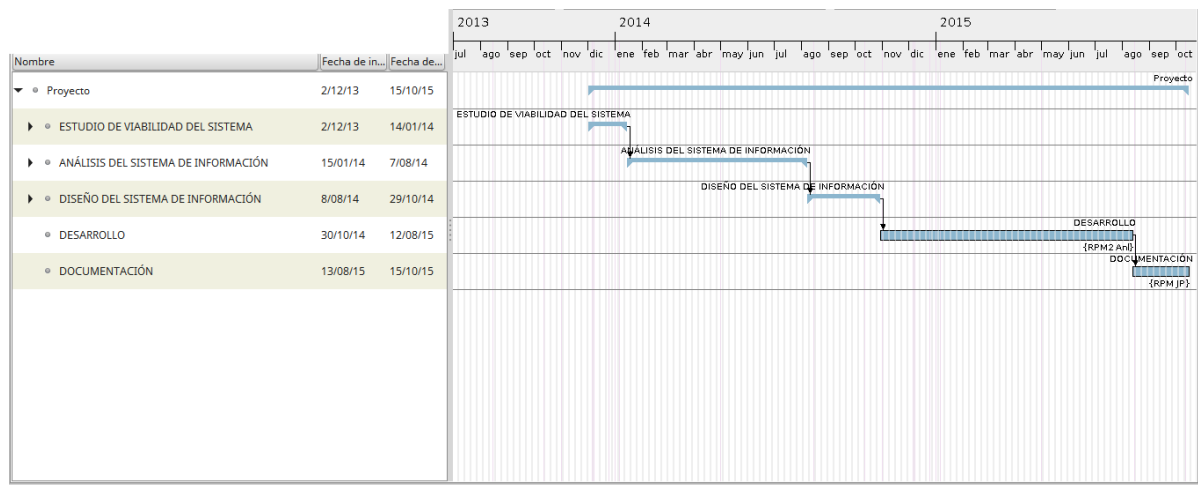 2013 2014 2015
jul ago sep oct nov dic ene feb mar abr may jun jul ago sep oct nov dic ene feb mar abr may jun jul ago sep oct
Nombre Fecha de in... Fecha de...
Proyecto 2/12/13 15/10/15 Proyecto
ESTUDIO DE VIABILIDAD DEL SISTEMA 2/12/13 14/01/14 ESTUDIO DE VIABILIDAD DEL SISTEMA
ANÁLISIS DEL SISTEMA DE INFORMACIÓN 15/01/14 7/08/14 ANÁLISIS DEL SISTEMA DE INFORMACIÓN
DISEÑO DEL SISTEMA DE INFORMACIÓN 8/08/14 29/10/14 DISEÑO DEL SISTEMA DE INFORMACIÓN
DESARROLLO 30/10/14 12/08/15 DESARROLLO
{RPM2 Anl}
DOCUMENTACIÓN 13/08/15 15/10/15 DOCUMENTACIÓN
{RPM JP}